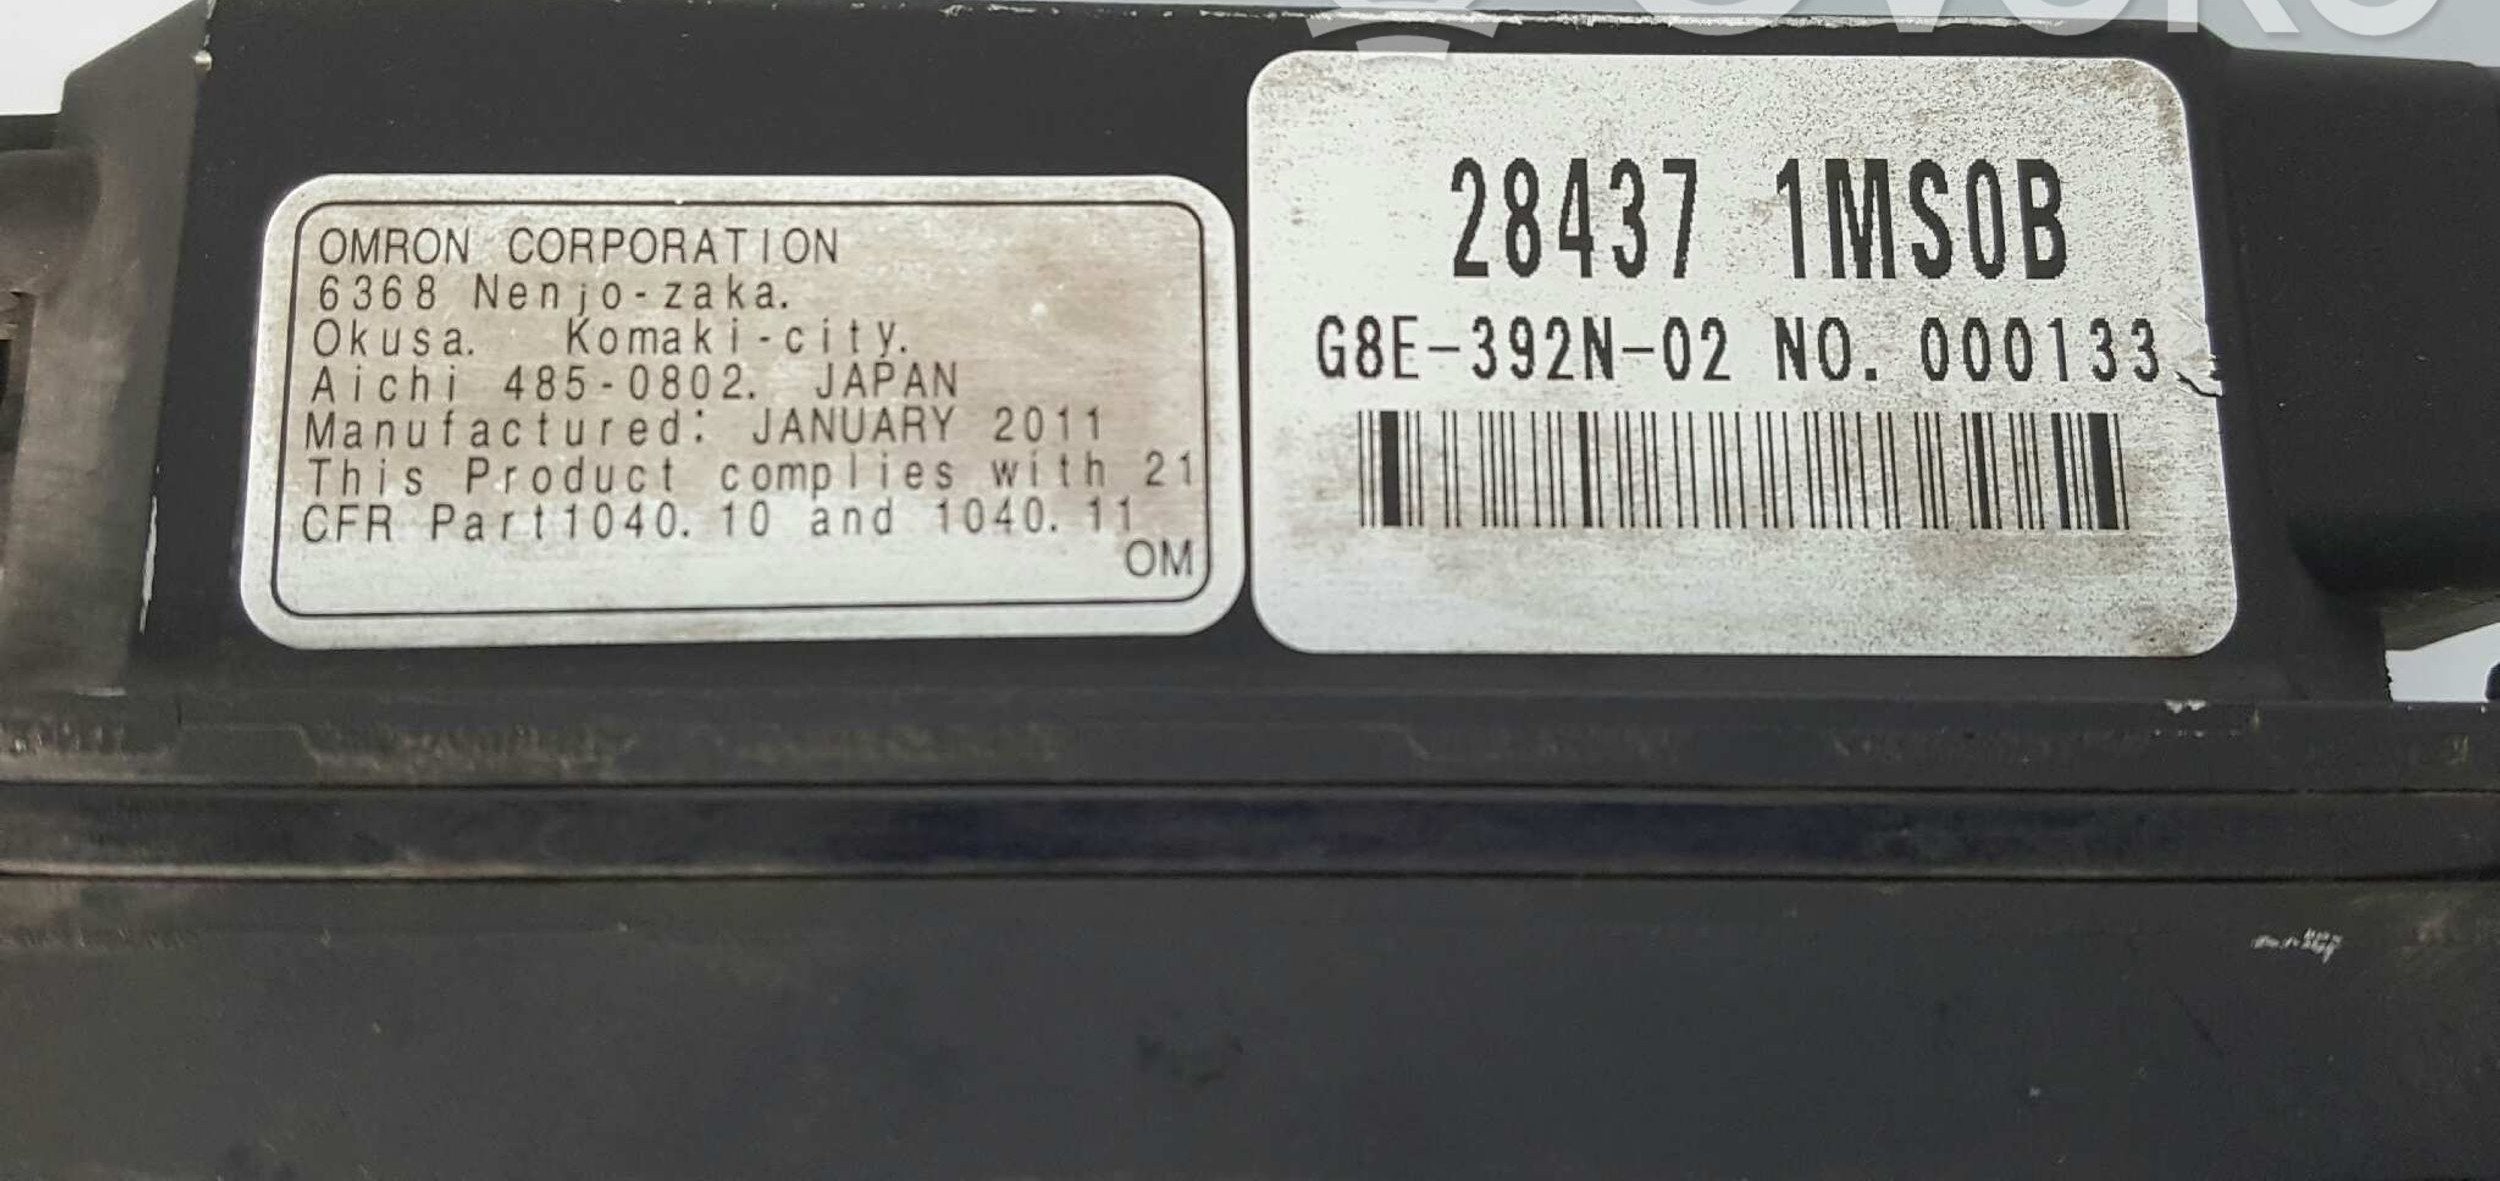 OMRON CORPORATION
6368 Nenjo-zaka.
Okusa. Komaki-city.
Aichi 485-0802. JAPAN
Manufactured: JANUARY 2011
This Product complies with 21
CFR Part1040.10 and 1040.11
OM
28437 1MS0B
G8E-392N-02 NO. 000133